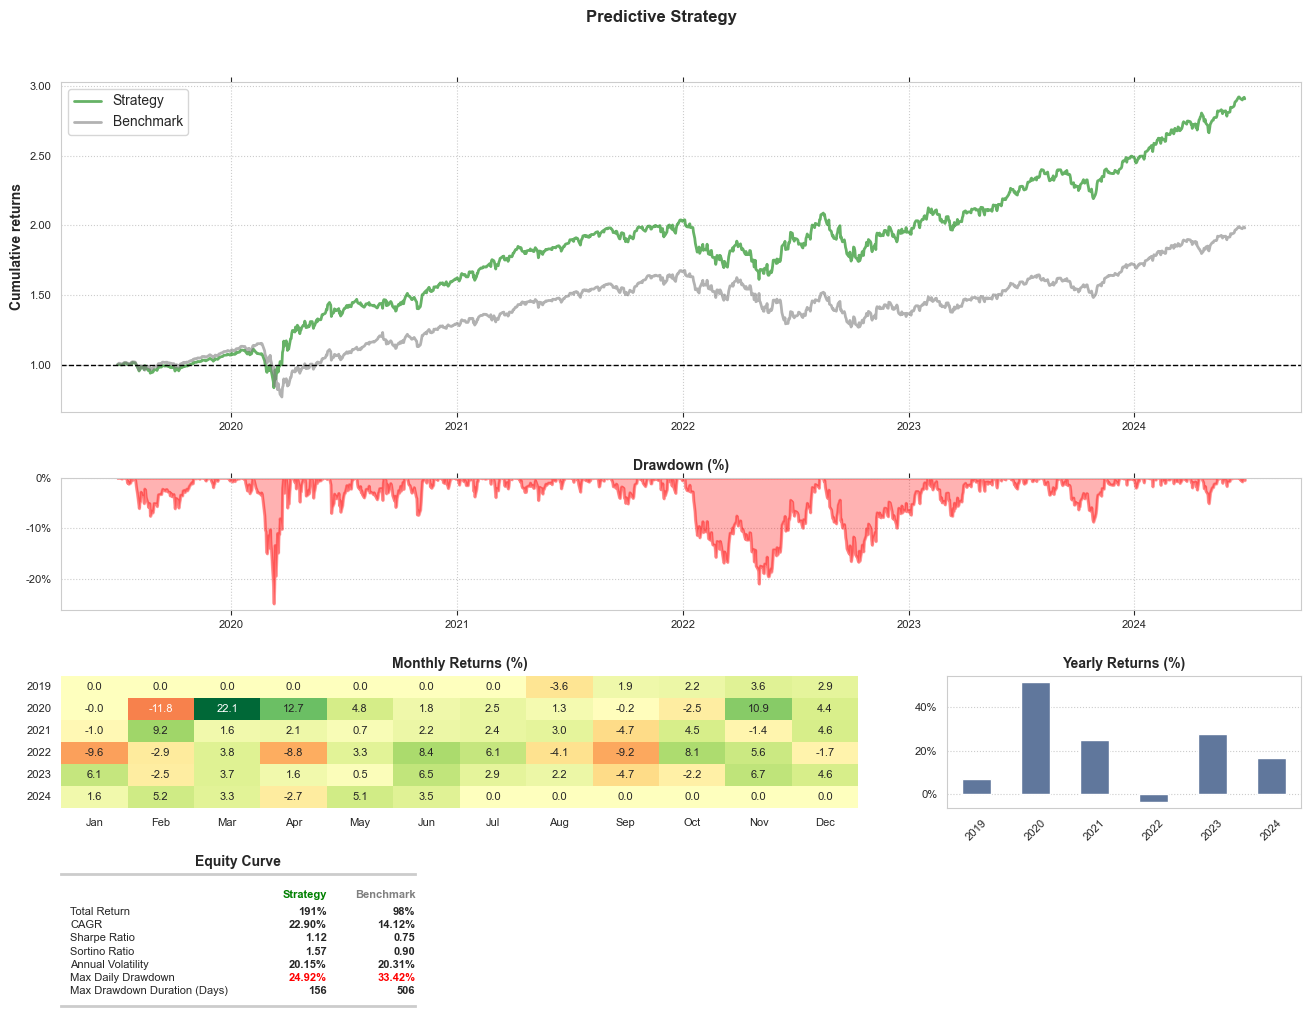 Predictive Strategy
Cumulative returns
3.00
2.50
2.00
1.50
1.00
Strategy
Benchmark
2020 2021 2022 2023 2024
Drawdown (%)
0%
-10%
-20%
2020 2021 2022 2023 2024
Monthly Returns (%)
2019 0.0 0.0 0.0 0.0 0.0 0.0 0.0 -3.6 1.9 2.2 3.6 2.9
2020 -0.0 -11.8 22.1 12.7 4.8 1.8 2.5 1.3 -0.2 -2.5 10.9 4.4
2021 -1.0 9.2 1.6 2.1 0.7 2.2 2.4 3.0 -4.7 4.5 -1.4 4.6
2022 -9.6 -2.9 3.8 -8.8 3.3 8.4 6.1 -4.1 -9.2 8.1 5.6 -1.7
2023 6.1 -2.5 3.7 1.6 0.5 6.5 2.9 2.2 -4.7 -2.2 6.7 4.6
2024 1.6 5.2 3.3 -2.7 5.1 3.5 0.0 0.0 0.0 0.0 0.0 0.0
Jan Feb Mar Apr May Jun Jul Aug Sep Oct Nov Dec
Yearly Returns (%)
40%
20%
0%
2019 2020 2021 2022 2023 2024
Equity Curve
Strategy Benchmark
Total Return 191% 98%
CAGR 22.90% 14.12%
Sharpe Ratio 1.12 0.75
Sortino Ratio 1.57 0.90
Annual Volatility 20.15% 20.31%
Max Daily Drawdown 24.92% 33.42%
Max Drawdown Duration (Days) 156 506